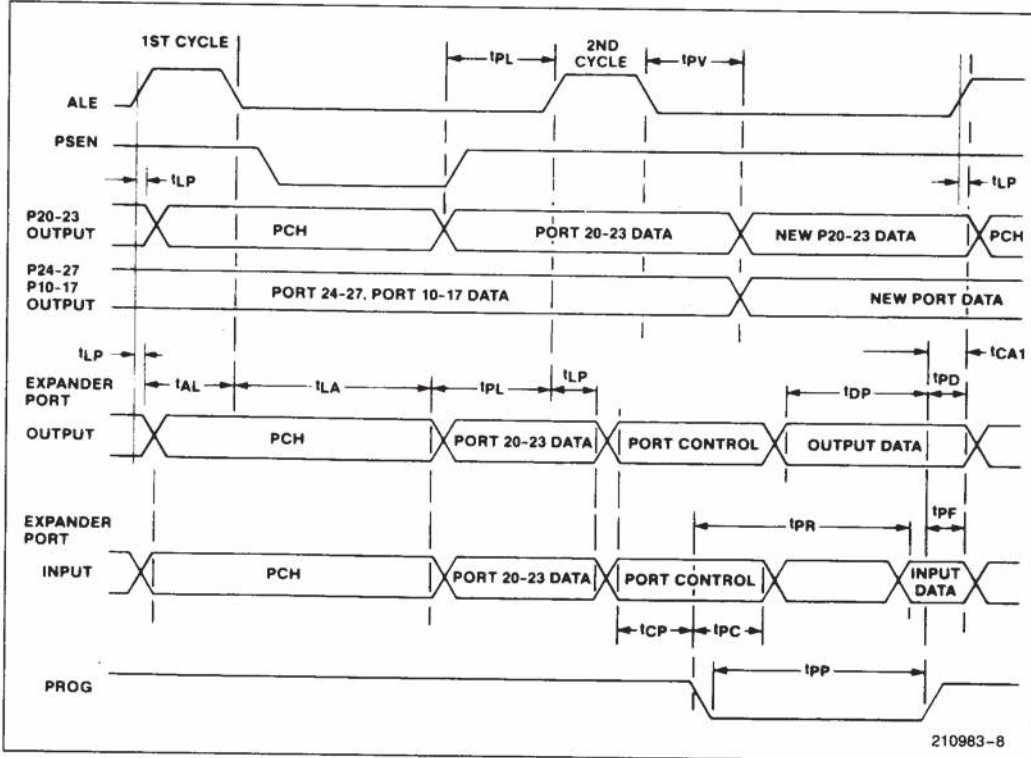 1ST CYCLE
tPL
2ND
CYCLE
tPV
ALE
PSEN
tLP
tLP
P20-23
OUTPUT
PCH
PORT 20-23 DATA
NEW P20-23 DATA
PCH
P24-27
P10-17
OUTPUT
PORT 24-27, PORT 10-17 DATA
NEW PORT DATA
tLP
tCA1
tAL
tLA
tPL
tLP
tDP
tPD
EXPANDER
PORT
OUTPUT
PCH
PORT 20-23 DATA
PORT CONTROL
OUTPUT DATA
EXPANDER
PORT
tPR
tPF
INPUT
PCH
PORT 20-23 DATA
PORT CONTROL
INPUT
DATA
tCP
tPC
tPP
PROG
210983-8